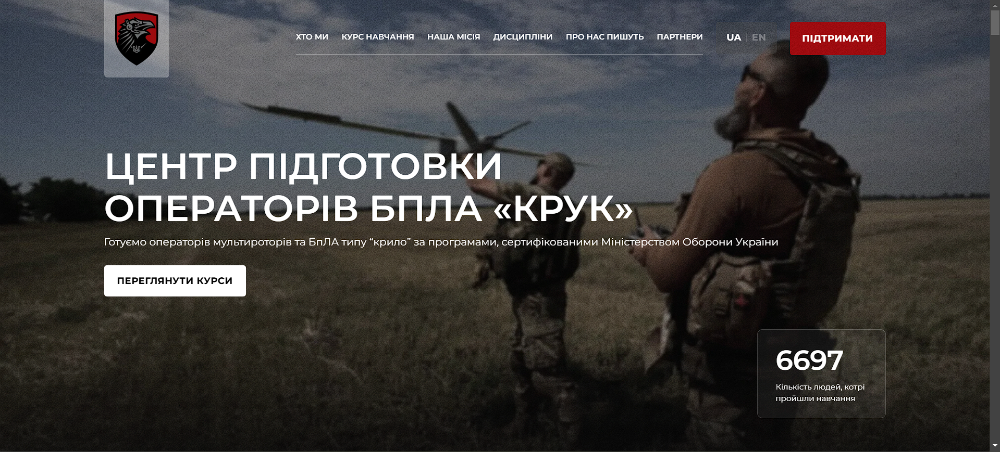 ХТО МИ КУРС НАВЧАННЯ НАША МІСІЯ ДИСЦИПЛІНИ ПРО НАС ПИШУТЬ ПАРТНЕРИ UA EN ПІДТРИМАТИ
ЦЕНТР ПІДГОТОВКИ
ОПЕРАТОРІВ БПЛА «КРУК»
Готуємо операторів мультироторів та БпЛА типу “крило” за програмами, сертифікованими Міністерством Оборони України
ПЕРЕГЛЯНУТИ КУРСИ
6697
Кількість людей, котрі
пройшли навчання